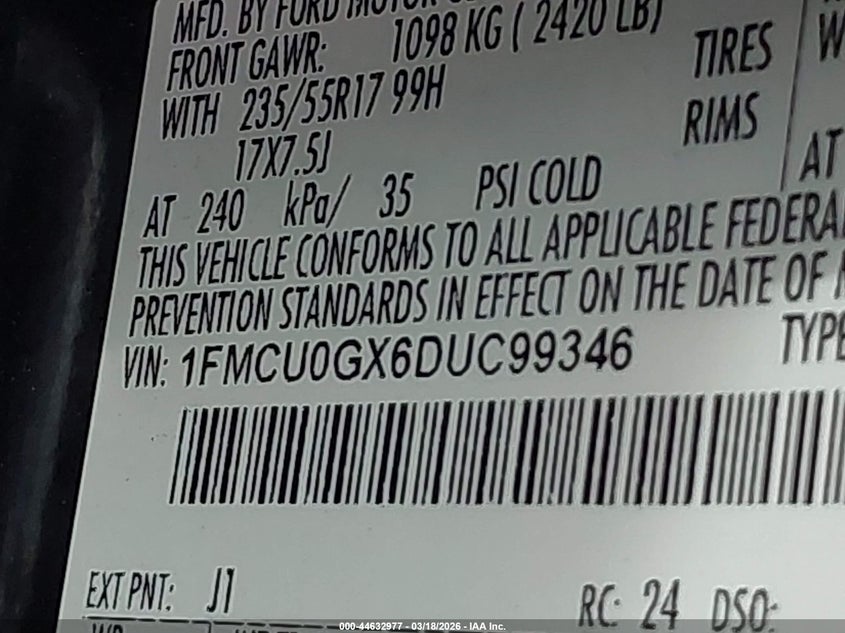 MFD. BY FORD MOTOR
FRONT GAWR: 1098 KG ( 2420 LB)
WITH 235/55R17 99H TIRES
17X7.5J RIMS
AT 240 kPa/ 35 PSI COLD
AT
THIS VEHICLE CONFORMS TO ALL APPLICABLE FEDERA
PREVENTION STANDARDS IN EFFECT ON THE DATE OF
VIN: 1FMCU0GX6DUC99346
TYPE
EXT PNT: J1 RC: 24 DSO:
000-44632977 - 03/18/2026 - IAA Inc.